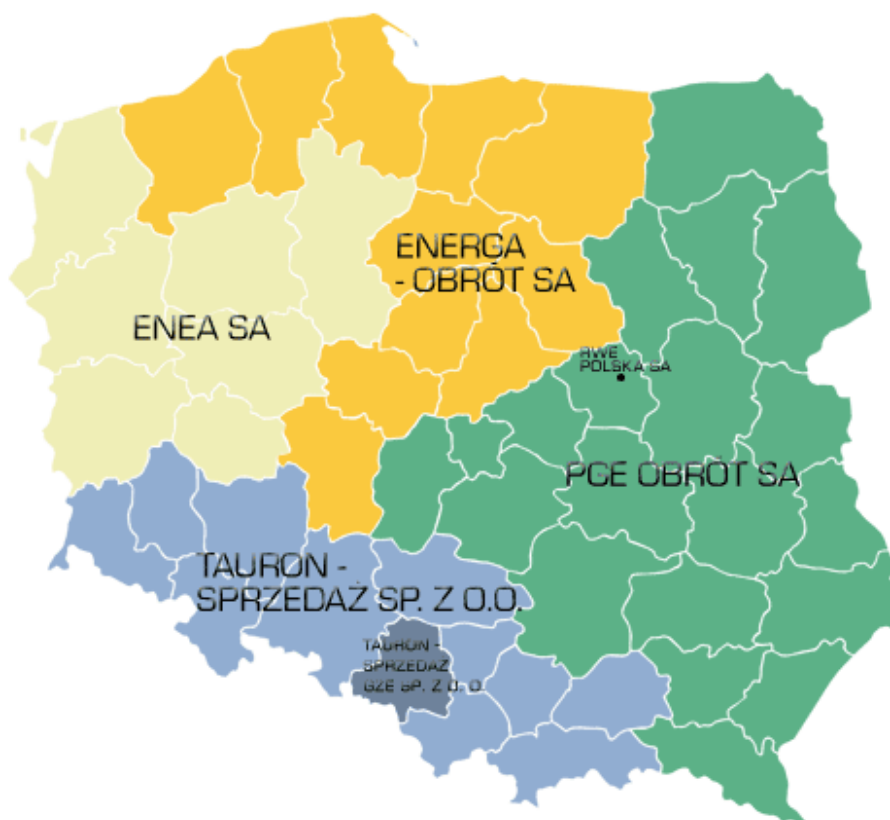 ENERGA
- OBRÓT SA
ENEA SA
RWE
POLSKA SA
PGE OBRÓT SA
TAURON -
SPRZEDAŻ SP. Z O.O.
TAURON -
SPRZEDAŻ
GZE SP. Z O. O.